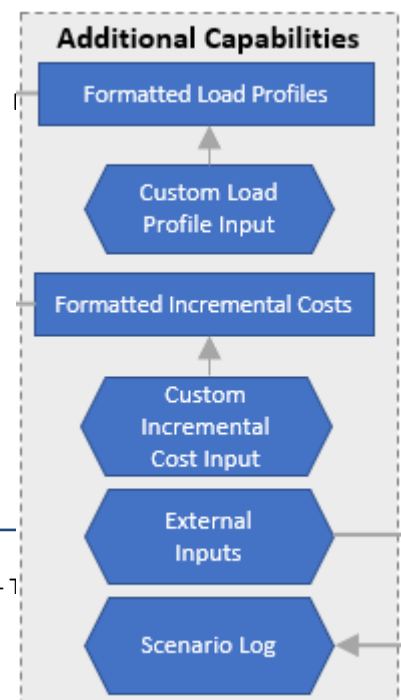 Additional Capabilities
Formatted Load Profiles
Custom Load
Profile Input
Formatted Incremental Costs
Custom
Incremental
Cost Input
External
Inputs
Scenario Log